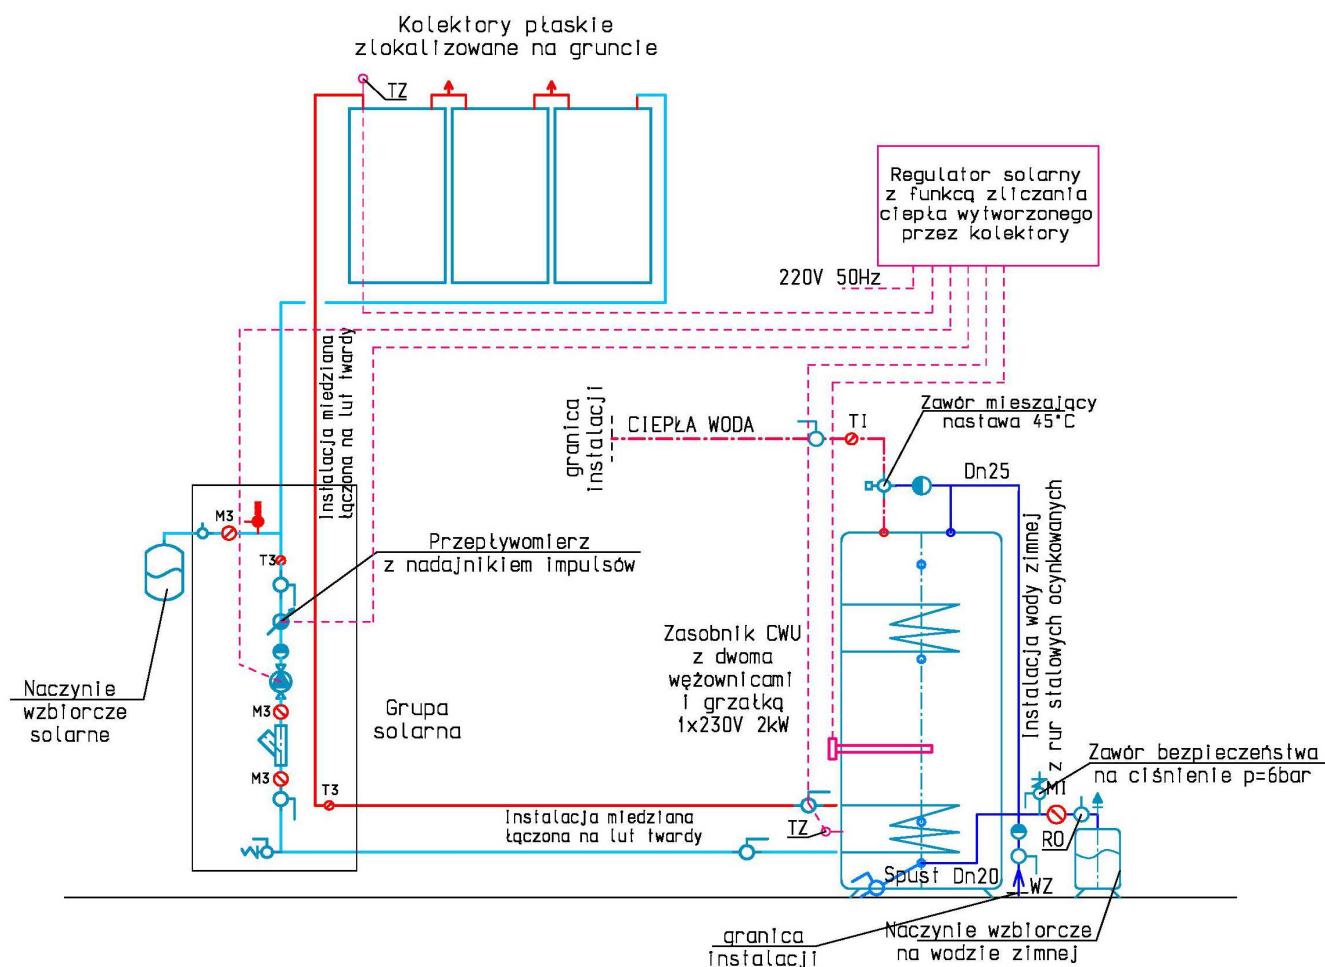 Kolektory płaskie
zlokalizowane na gruncie
TZ
Regulator solarny
z funkcą zliczania
ciepła wytworzonego
przez kolektory
220V 50Hz
Instalacja miedziana
łączona na lut twardy
granica
instalacji
CIEPŁA WODA
TI
Zawór mieszający
nastawa 45°C
Dn25
M3
T3
Przepływomierz
z nadajnikiem impulsów
Instalacja wody zimnej
z rur stalowych ocynkowanych
Zasobnik CWU
z dwoma
wężownicami
i grzałką
1x230V 2kW
Naczynie
wzbiorcze
solarne
M3
Grupa
solarna
M3
T3
Zawór bezpieczeństwa
na ciśnienie p=6bar
MI
Instalacja miedziana
łączona na lut twardy
TZ
RO
Spust Dn20
WZ
granica
instalacji
Naczynie wzbiorcze
na wodzie zimnej